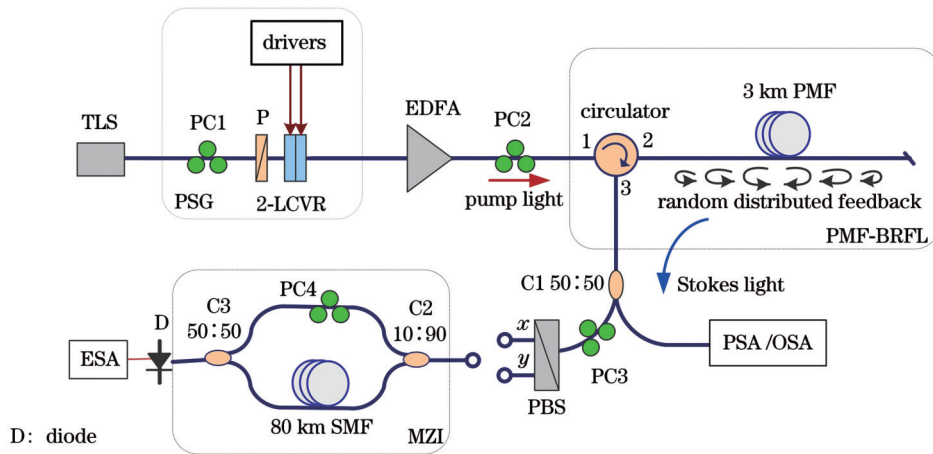 drivers
TLS
PC1
P
EDFA
PC2
circulator
1
2
3
3 km PMF
PSG
2-LCVR
pump light
random distributed feedback
PMF-BRFL
C1 50∶50
Stokes light
PC4
C3
50∶50
C2
10∶90
D
ESA
x
y
PC3
PSA /OSA
PBS
80 km SMF
MZI
D: diode